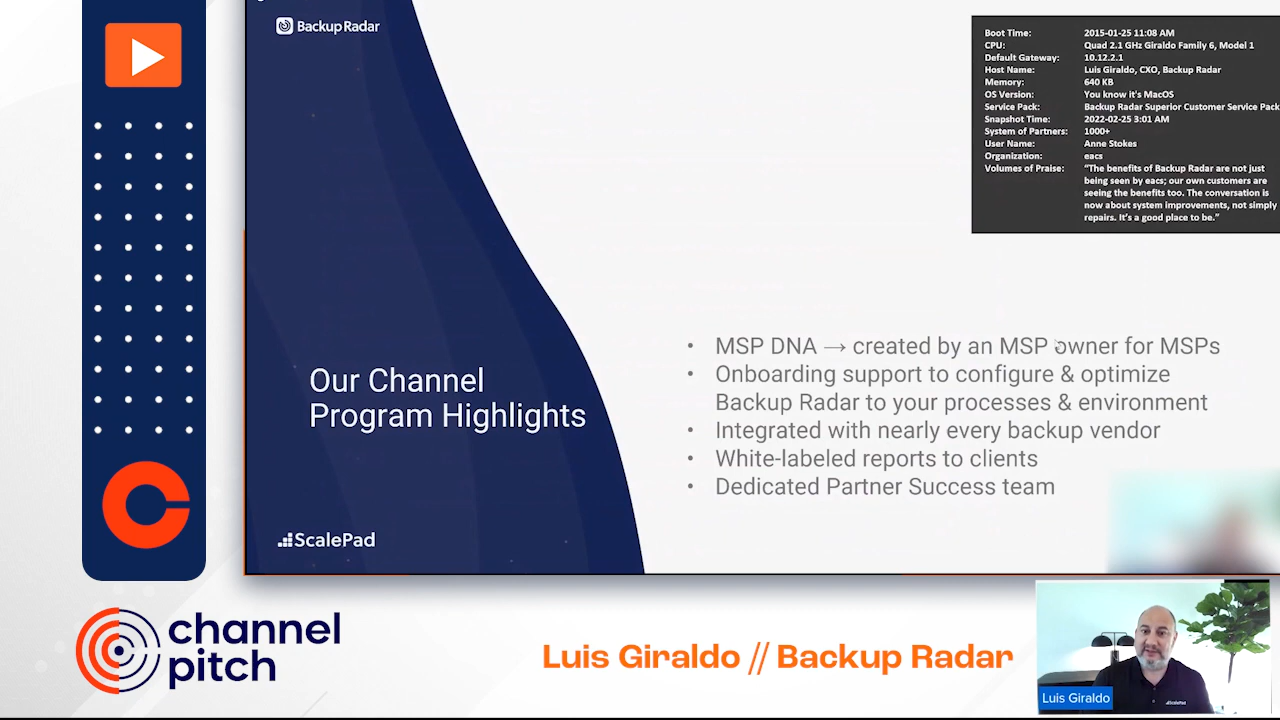 Backup Radar
Boot Time: 2015-01-25 11:08 AM
CPU: Quad 2.1 GHz Giraldo Family 6, Model 1
Default Gateway: 10.12.2.1
Host Name: Luis Giraldo, CXO, Backup Radar
Memory: 640 KB
OS Version: You know it's MacOS
Service Pack: Backup Radar Superior Customer Service Pack
Snapshot Time: 2022-02-25 3:01 AM
System of Partners: 1000+
User Name: Anne Stokes
Organization: eacs
Volumes of Praise: “The benefits of Backup Radar are not just
being seen by eacs; our own customers are
seeing the benefits too. The conversation is
now about system improvements, not simply
repairs. It’s a good place to be.”
Our Channel
Program Highlights
• MSP DNA → created by an MSP owner for MSPs
• Onboarding support to configure & optimize
Backup Radar to your processes & environment
• Integrated with nearly every backup vendor
• White-labeled reports to clients
• Dedicated Partner Success team
ScalePad
channel
pitch
Luis Giraldo // Backup Radar
Luis Giraldo
ScalePad